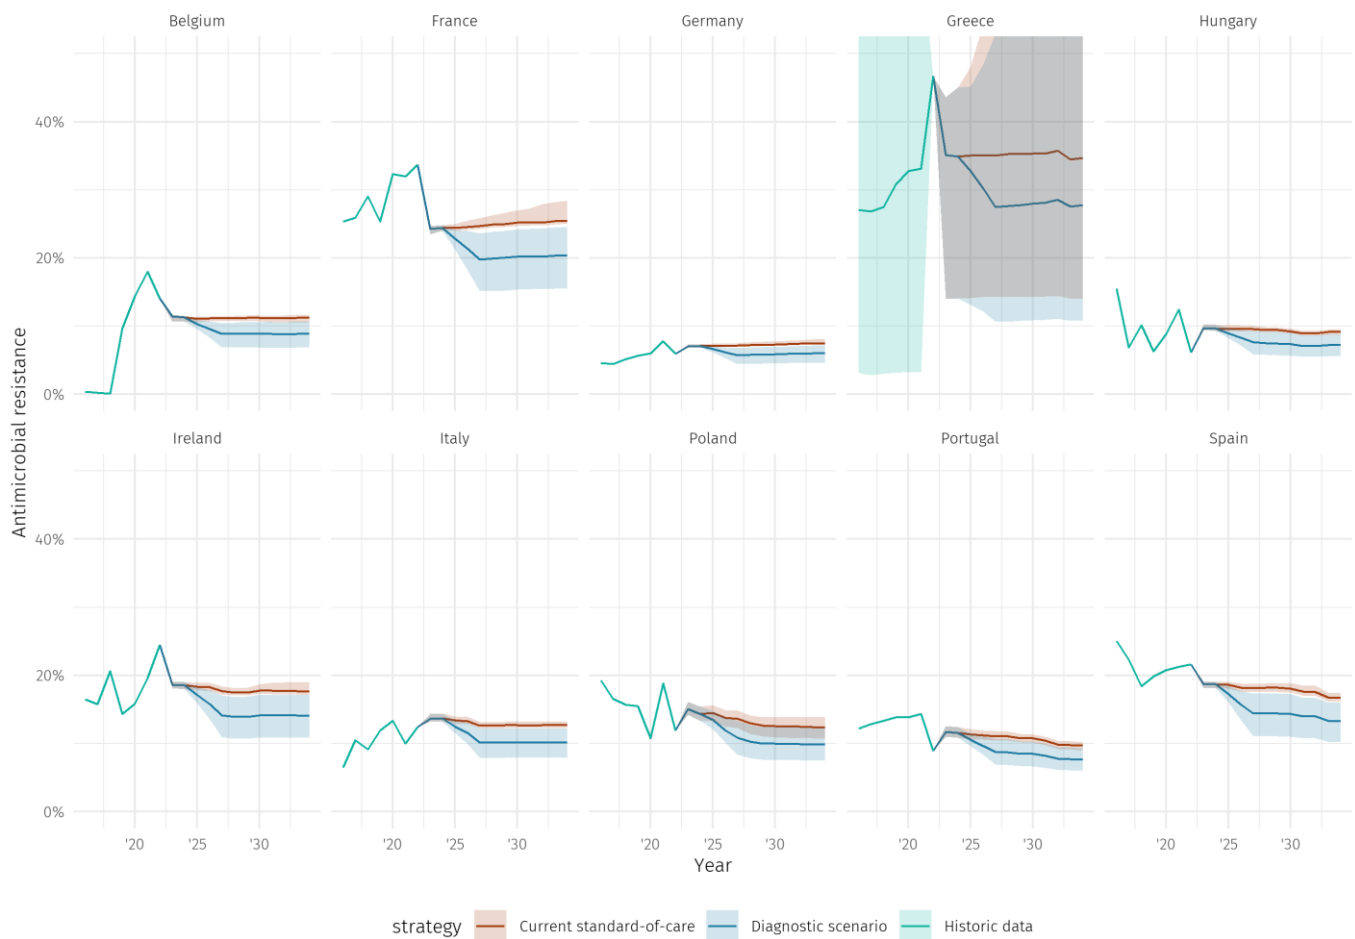 Belgium France Germany Greece Hungary
40%
20%
0%
Antimicrobial resistance
Ireland Italy Poland Portugal Spain
40%
20%
0%
'20 '25 '30 '20 '25 '30 '20 '25 '30 '20 '25 '30 '20 '25 '30
Year
strategy Current standard-of-care Diagnostic scenario Historic data